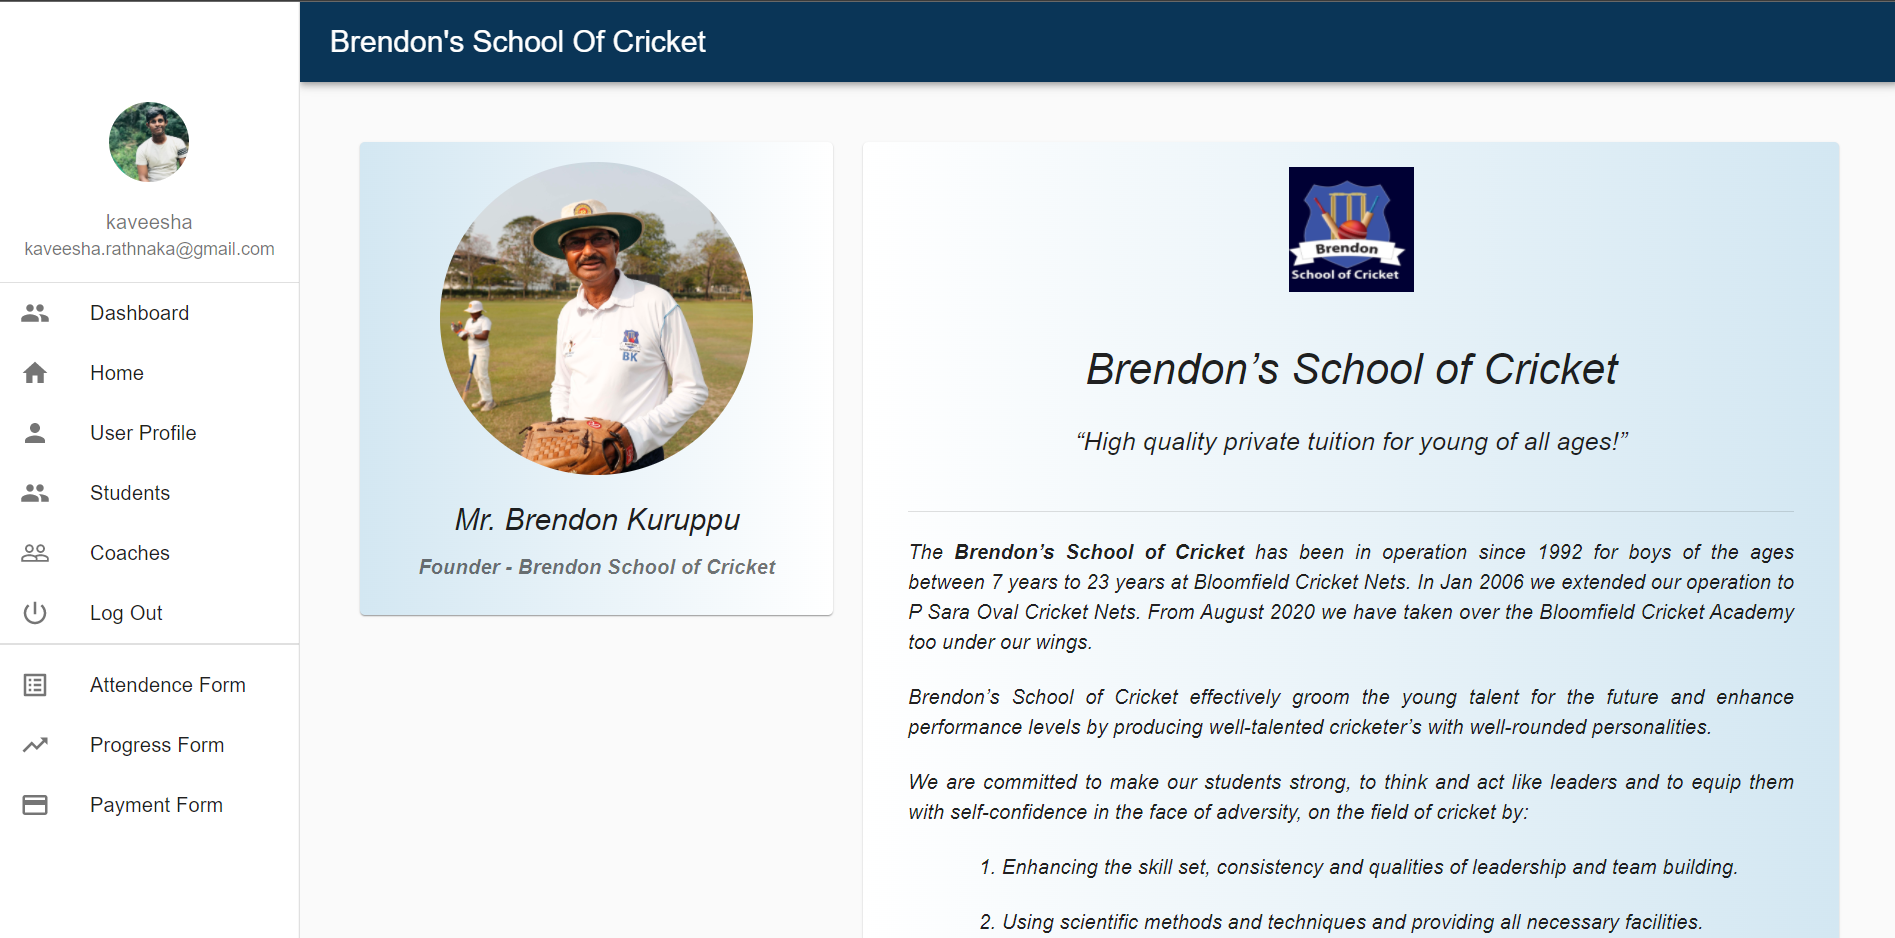 Brendon's School Of Cricket
kaveesha
kaveesha.rathnaka@gmail.com
Dashboard
Home
User Profile
Students
Coaches
Log Out
Attendence Form
Progress Form
Payment Form
BK
Mr. Brendon Kuruppu
Founder - Brendon School of Cricket
Brendon
School of Cricket
Brendon’s School of Cricket
“High quality private tuition for young of all ages!”
The Brendon’s School of Cricket has been in operation since 1992 for boys of the ages
between 7 years to 23 years at Bloomfield Cricket Nets. In Jan 2006 we extended our operation to
P Sara Oval Cricket Nets. From August 2020 we have taken over the Bloomfield Cricket Academy
too under our wings.
Brendon’s School of Cricket effectively groom the young talent for the future and enhance
performance levels by producing well-talented cricketer’s with well-rounded personalities.
We are committed to make our students strong, to think and act like leaders and to equip them
with self-confidence in the face of adversity, on the field of cricket by:
1. Enhancing the skill set, consistency and qualities of leadership and team building.
2. Using scientific methods and techniques and providing all necessary facilities.